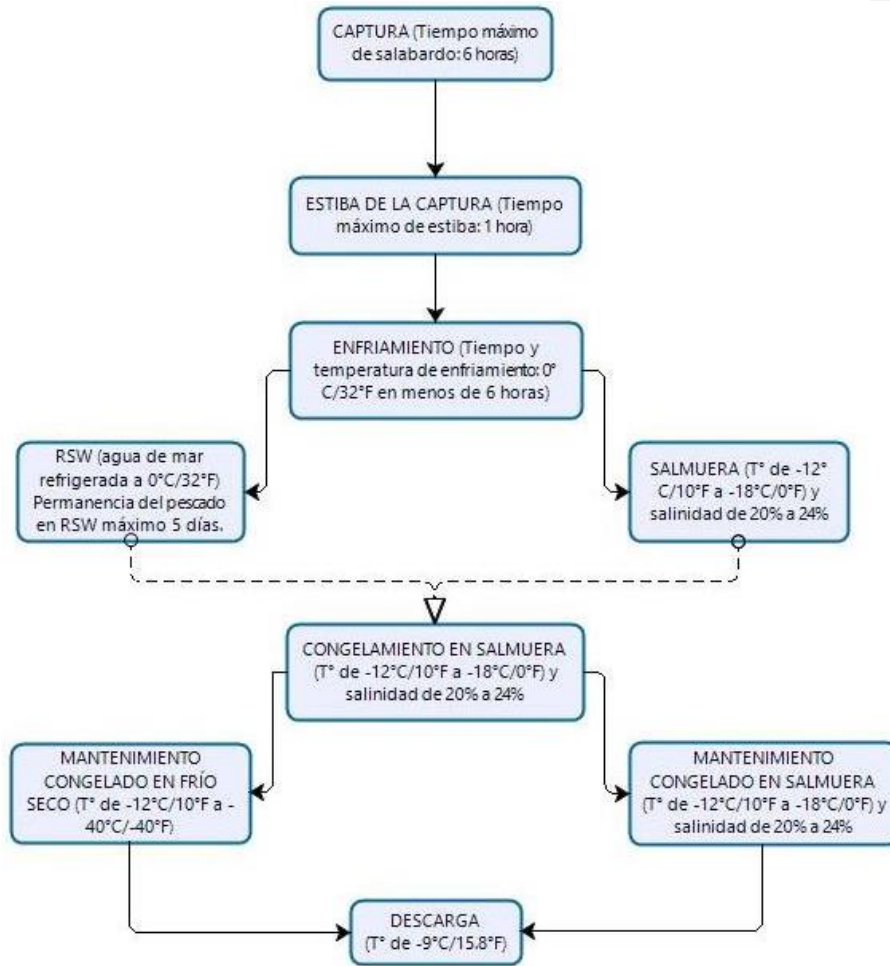 CAPTURA (Tiempo máximo
de salabardo: 6 horas)
ESTIBA DE LA CAPTURA (Tiempo
máximo de estiba: 1 hora)
ENFRIAMIENTO (Tiempo y
temperatura de enfriamiento: 0°
C/32°F en menos de 6 horas)
RSW (agua de mar
refrigerada a 0°C/32°F)
Permanencia del pescado
en RSW máximo 5 días.
SALMUERA (T° de -12°
C/10°F a -18°C/0°F) y
salinidad de 20% a 24%
CONGELAMIENTO EN SALMUERA
(T° de -12°C/10°F a -18°C/0°F) y
salinidad de 20% a 24%
MANTENIMIENTO
CONGELADO EN FRÍO
SECO (T° de -12°C/10°F a -
40°C/-40°F)
MANTENIMIENTO
CONGELADO EN SALMUERA
(T° de -12°C/10°F a -18°C/0°F) y
salinidad de 20% a 24%
DESCARGA
(T° de -9°C/15.8°F)